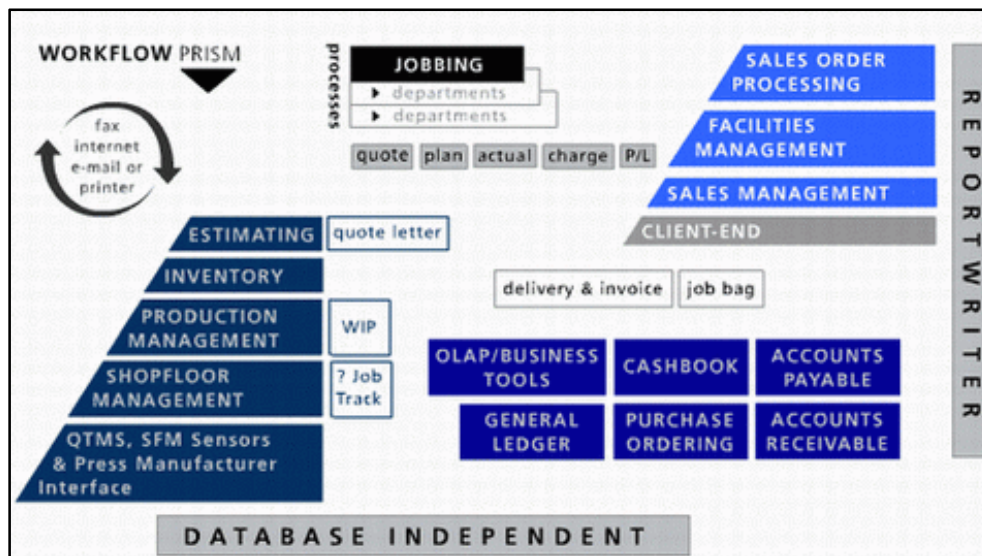 WORKFLOW PRISM
fax
internet
e-mail or
printer
processes
JOBBING
departments
departments
quote plan actual charge P/L
SALES ORDER
PROCESSING
FACILITIES
MANAGEMENT
SALES MANAGEMENT
CLIENT-END
REPORTWRITER
ESTIMATING
quote letter
INVENTORY
PRODUCTION
MANAGEMENT
WIP
SHOPFLOOR
MANAGEMENT
? Job
Track
QTMS, SFM Sensors
& Press Manufacturer
Interface
delivery & invoice
job bag
OLAP/BUSINESS
TOOLS
CASHBOOK
ACCOUNTS
PAYABLE
GENERAL
LEDGER
PURCHASE
ORDERING
ACCOUNTS
RECEIVABLE
DATABASE INDEPENDENT